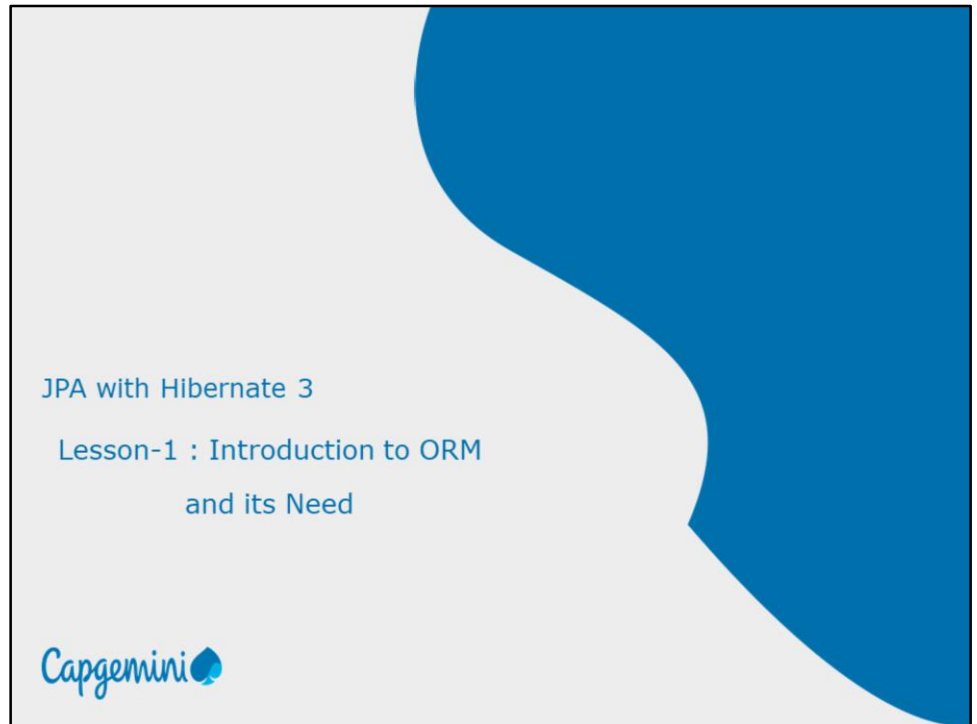 JPA with Hibernate 3
Lesson-1 : Introduction to ORM
and its Need
Capgemini